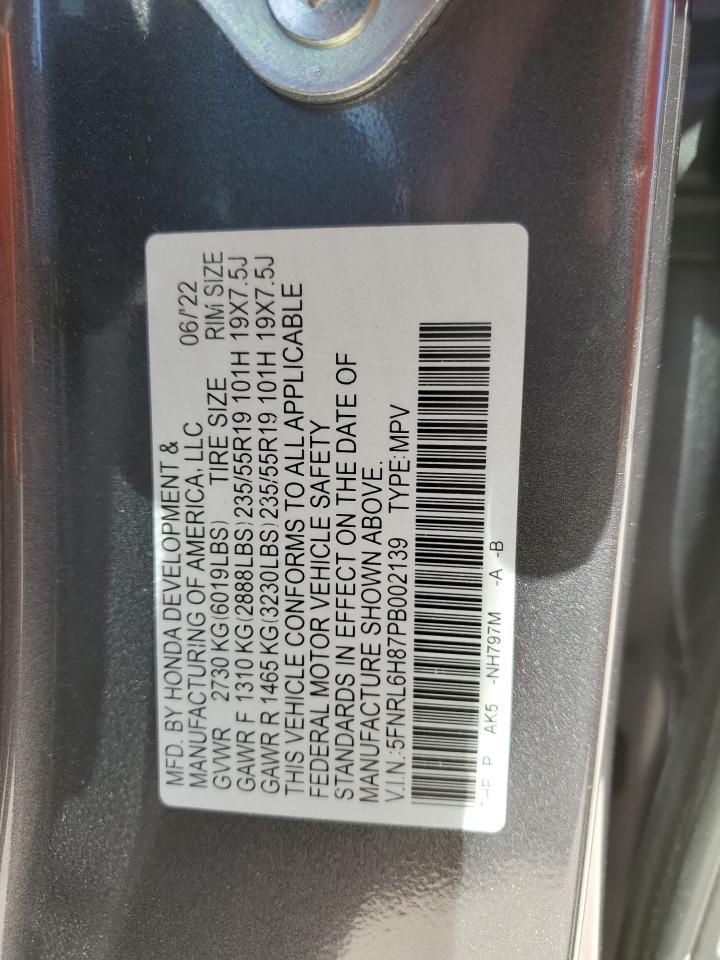 MFD. BY HONDA DEVELOPMENT &
MANUFACTURING OF AMERICA, LLC 06/'22
GVWR 2730 KG(6019LBS) TIRE SIZE RIM SIZE
GAWR F 1310 KG(2888LBS)235/55R19 101H 19X7.5J
GAWR R 1465 KG(3230LBS)235/55R19 101H 19X7.5J
THIS VEHICLE CONFORMS TO ALL APPLICABLE
FEDERAL MOTOR VEHICLE SAFETY
STANDARDS IN EFFECT ON THE DATE OF
MANUFACTURE SHOWN ABOVE.
V.I.N.:5FNRL6H87PB002139 TYPE:MPV
AK5 -NH797M -A -B